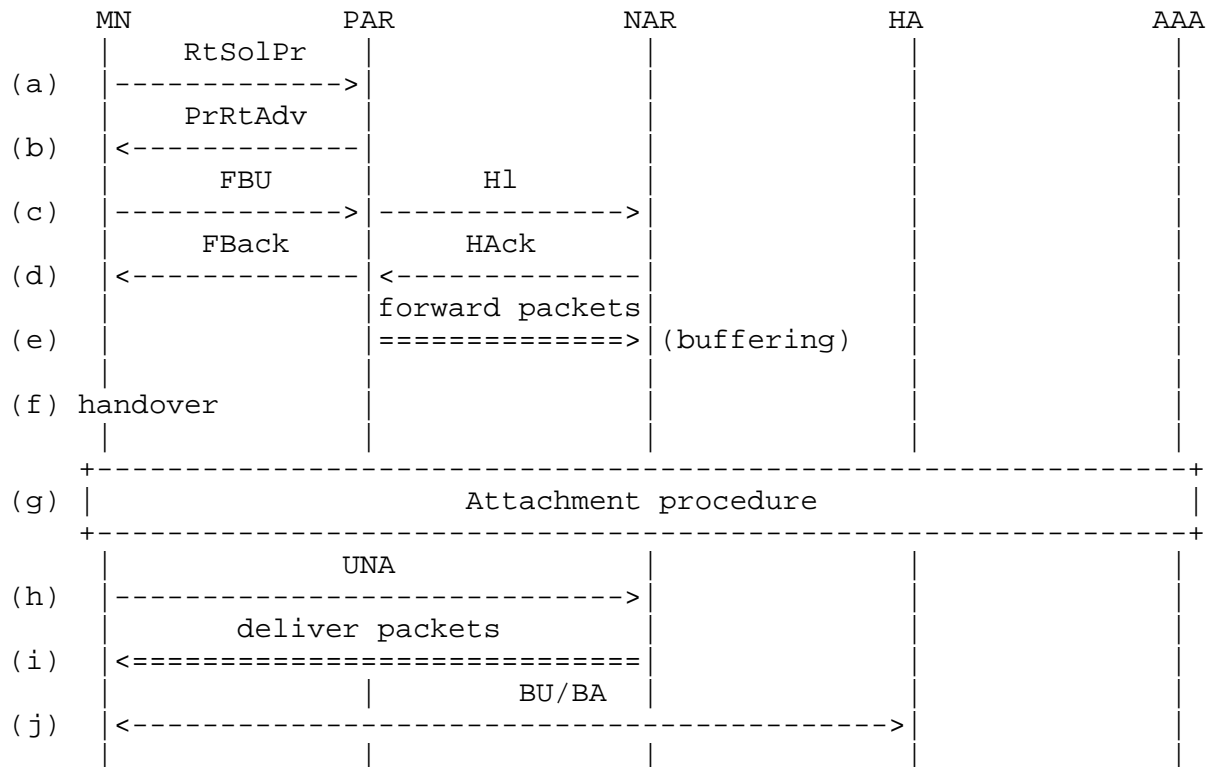 MN PAR NAR HA AAA
RtSolPr
(a)
PrRtAdv
(b)
FBU Hl
(c)
FBack HAck
(d)
forward packets
(e) (buffering)
(f) handover
(g) Attachment procedure
UNA
(h)
deliver packets
(i)
BU/BA
(j)